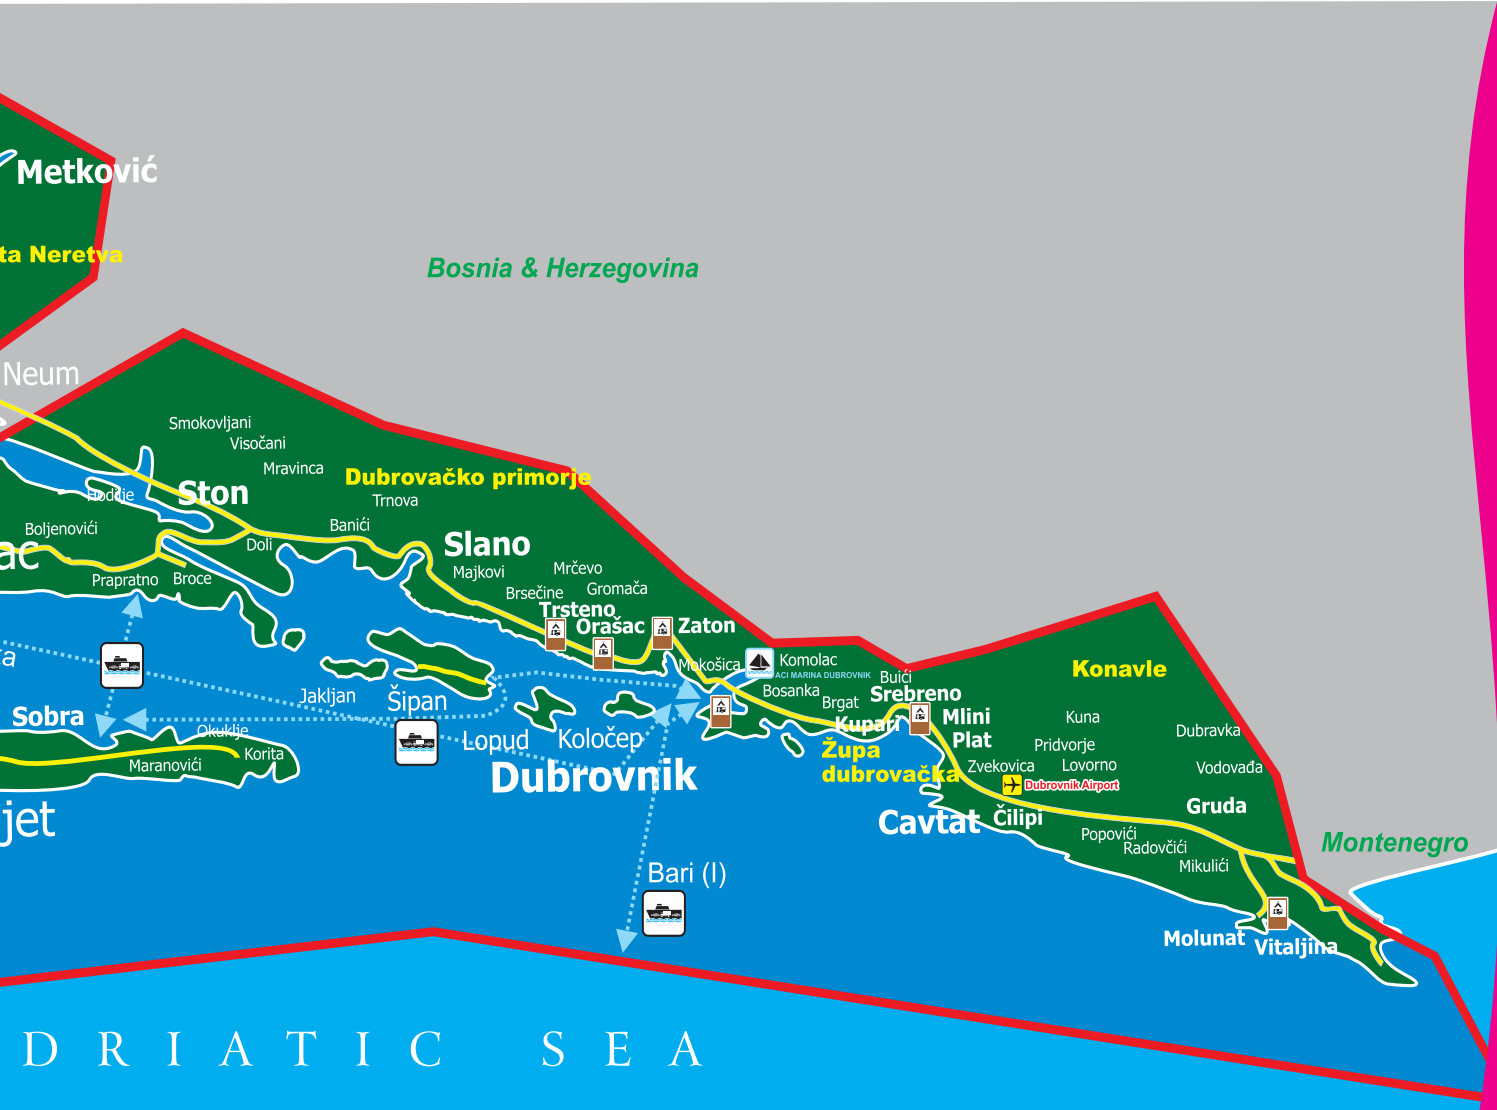 Metković
ta Neretva
Bosnia & Herzegovina
Neum
Smokovljani
Visočani
Mravinca
Dubrovačko primorje
Trnova
Hodilje
Ston
Banići
Boljenovići
Doli
ac
Slano
Prapratno
Broce
Majkovi
Mrčevo
Brsečine
Gromača
Trsteno
Orašac
Zaton
ka
Mokošica
Komolac
ACI MARINA DUBROVNIK
Buići
Konavle
Jakljan
Šipan
Bosanka
Brgat
Srebreno
Sobra
Okuklje
Lopud
Koločep
Kupari
Mlini
Plat
Kuna
Dubravka
Korita
Maranovići
Župa
dubrovačka
Pridvorje
Zvekovica
Lovorno
Vodovađa
Dubrovnik
Dubrovnik Airport
jet
Cavtat
Čilipi
Gruda
Popovići
Radovčići
Mikulići
Montenegro
Bari (I)
Molunat
Vitaljina
DRIATIC SEA